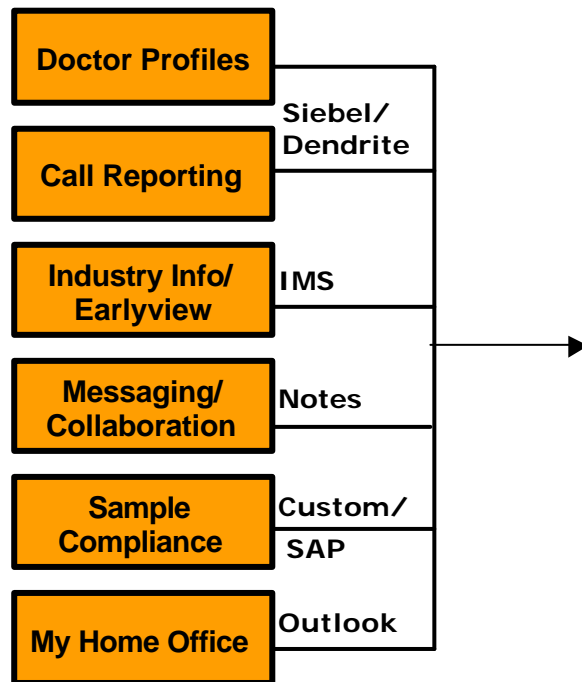 Doctor Profiles
Siebel/
Dendrite
Call Reporting
Industry Info/
Earlyview
IMS
Messaging/
Collaboration
Notes
Sample
Compliance
Custom/
SAP
My Home Office
Outlook